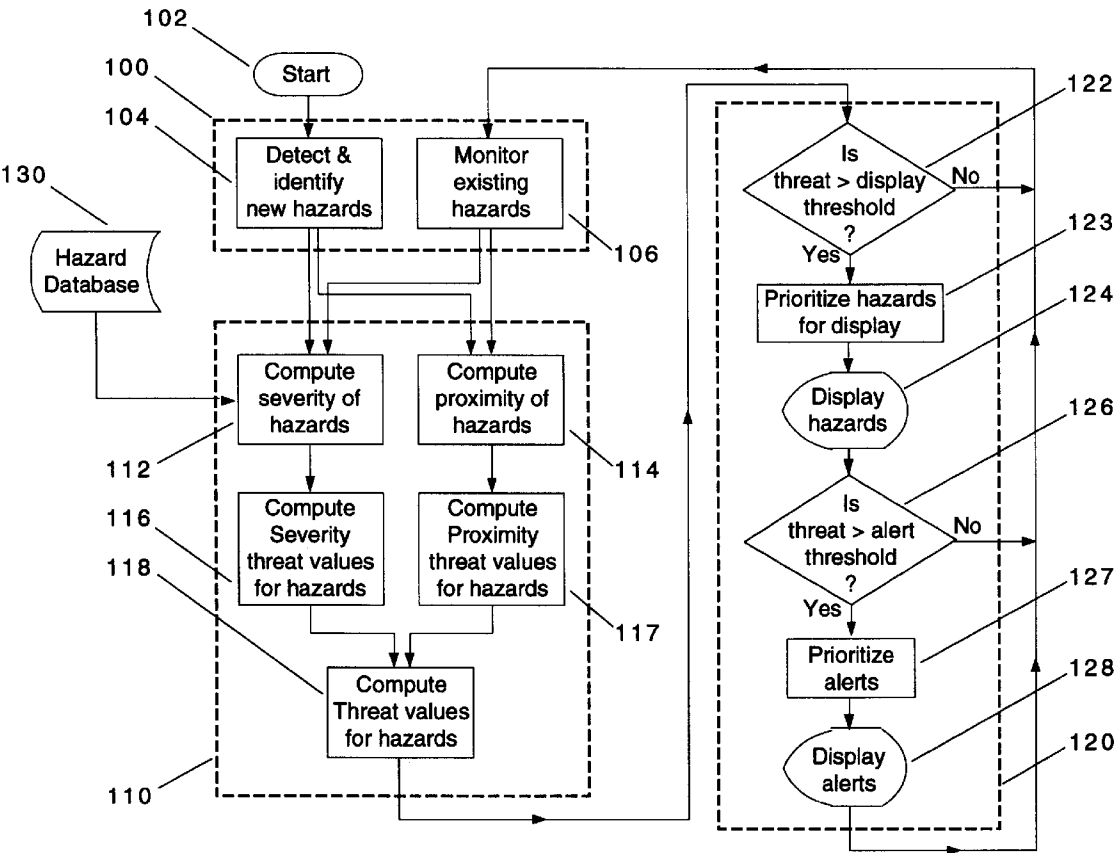 102
Start
100
104
Detect &
identify
new hazards
Monitor
existing
hazards
106
130
Hazard
Database
Compute
severity of
hazards
112
Compute
proximity of
hazards
114
116
Compute
Severity
threat values
for hazards
Compute
Proximity
threat values
for hazards
117
118
Compute
Threat values
for hazards
110
122
Is
threat > display
threshold
?
No
Yes
123
Prioritize hazards
for display
124
Display
hazards
126
Is
threat > alert
threshold
?
No
Yes
127
Prioritize
alerts
128
Display
alerts
120